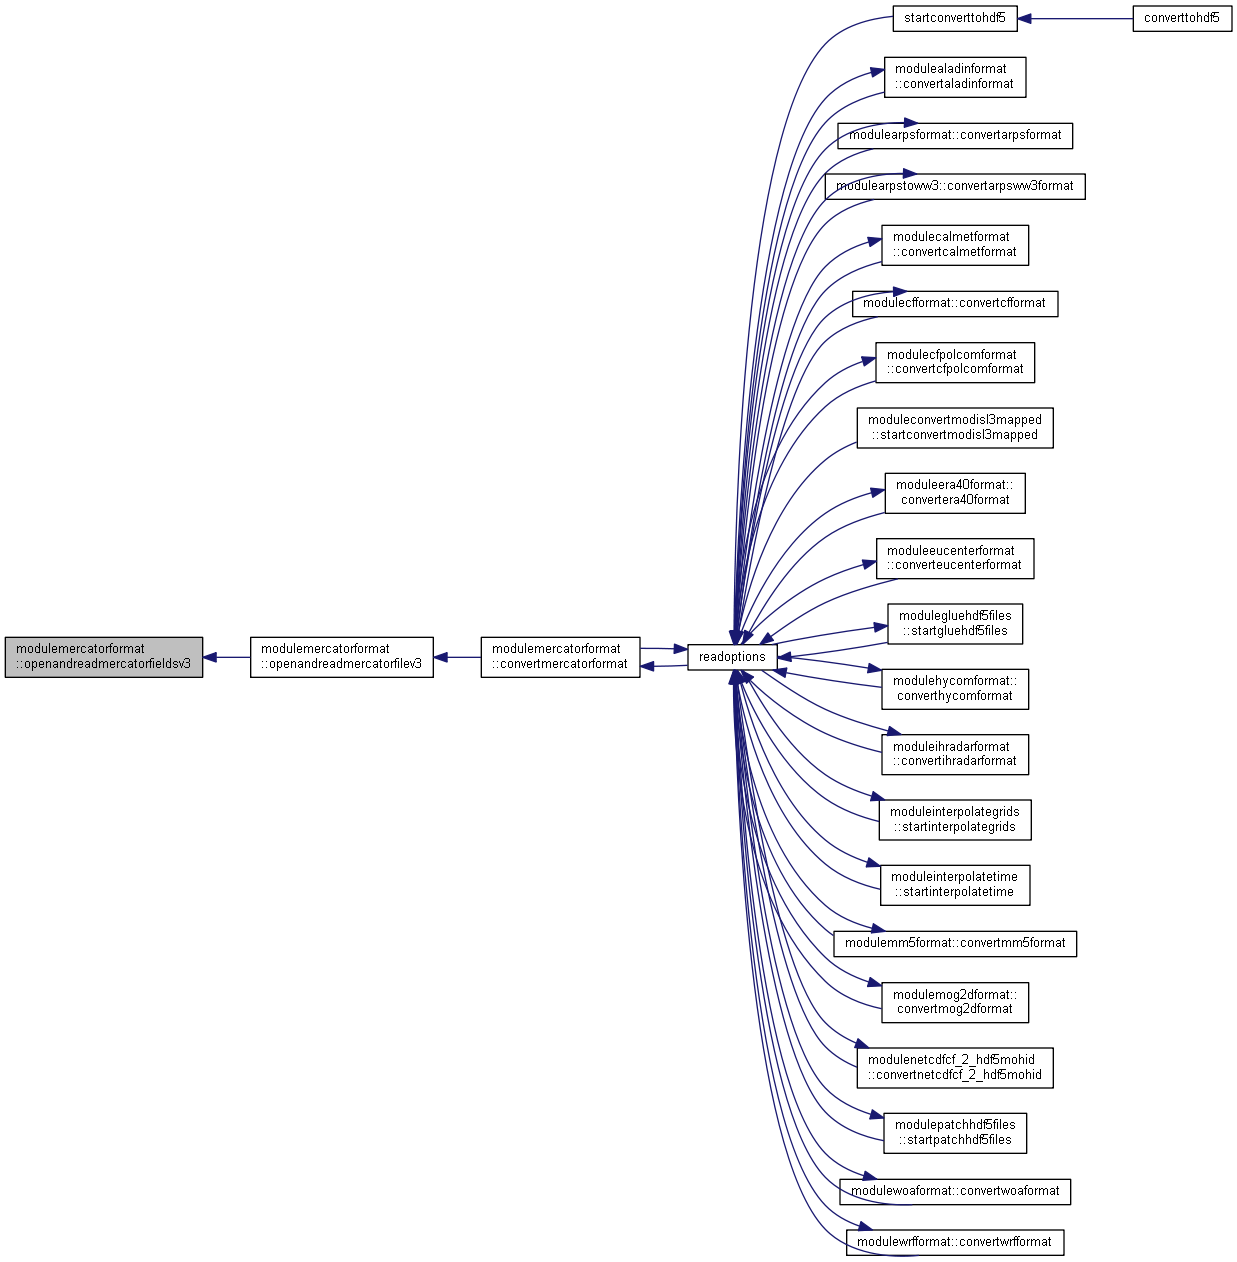 startconverttohdf5
converttohdf5
modulealadinformat
::convertaladinformat
modulearpsformat::convertarpsformat
modulearpstoww3::convertarpsww3format
modulecalmetformat
::convertcalmetformat
modulecfformat::convertcfformat
modulecfpolcomformat
::convertcfpolcomformat
moduleconvertmodisl3mapped
::startconvertmodisl3mapped
moduleera40format::
convertera40format
moduleeucenterformat
::converteucenterformat
modulegluehdf5files
::startgluehdf5files
modulemercatorformat
::openandreadmercatorfieldsv3
modulemercatorformat
::openandreadmercatorfilev3
modulemercatorformat
::convertmercatorformat
readoptions
modulehycomformat::
converthycomformat
moduleihradarformat
::convertihradarformat
moduleinterpolategrids
::startinterpolategrids
moduleinterpolatetime
::startinterpolatetime
modulemm5format::convertmm5format
modulemog2dformat::
convertmog2dformat
modulenetcdfcf_2_hdf5mohid
::convertnetcdfcf_2_hdf5mohid
modulepatchhdf5files
::startpatchhdf5files
modulewoaformat::convertwoaformat
modulewrfformat::convertwrfformat